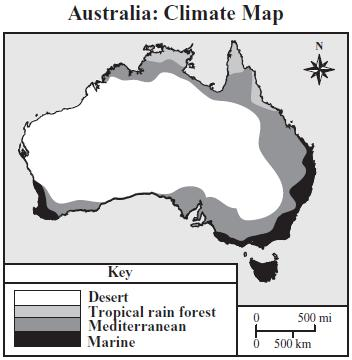 Australia: Climate Map
N
Key
Desert
Tropical rain forest
Mediterranean
Marine
0 500 mi
0 500 km